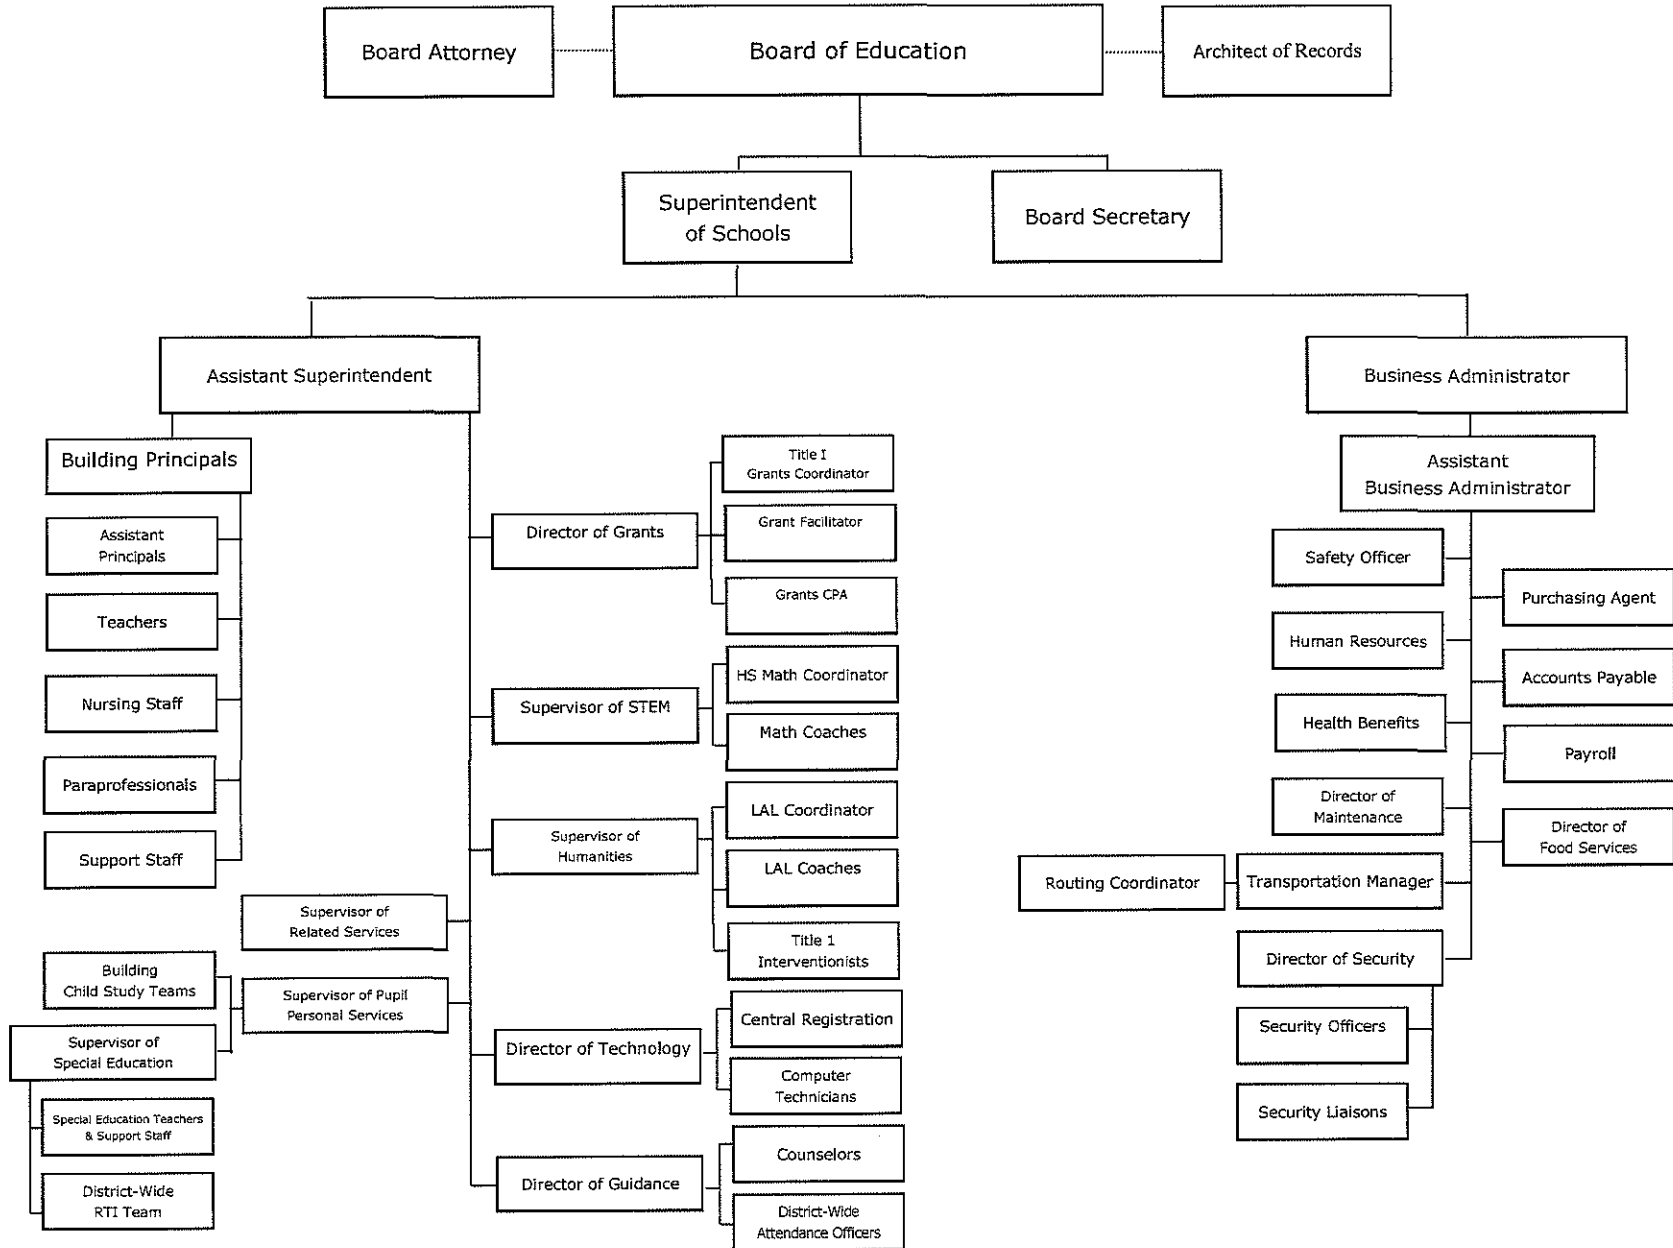 Board Attorney
Board of Education
Architect of Records
Superintendent
of Schools
Board Secretary
Assistant Superintendent
Business Administrator
Building Principals
Assistant
Principals
Teachers
Nursing Staff
Paraprofessionals
Support Staff
Supervisor of
Related Services
Building
Child Study Teams
Supervisor of Pupil
Personal Services
Supervisor of
Special Education
Special Education Teachers
& Support Staff
District-Wide
RTI Team
Director of Grants
Title I
Grants Coordinator
Grant Facilitator
Grants CPA
Supervisor of STEM
HS Math Coordinator
Math Coaches
Supervisor of
Humanities
LAL Coordinator
LAL Coaches
Title 1
Interventionists
Director of Technology
Central Registration
Computer
Technicians
Director of Guidance
Counselors
District-Wide
Attendance Officers
Assistant
Business Administrator
Safety Officer
Purchasing Agent
Human Resources
Accounts Payable
Health Benefits
Payroll
Director of
Maintenance
Director of
Food Services
Routing Coordinator
Transportation Manager
Director of Security
Security Officers
Security Liaisons